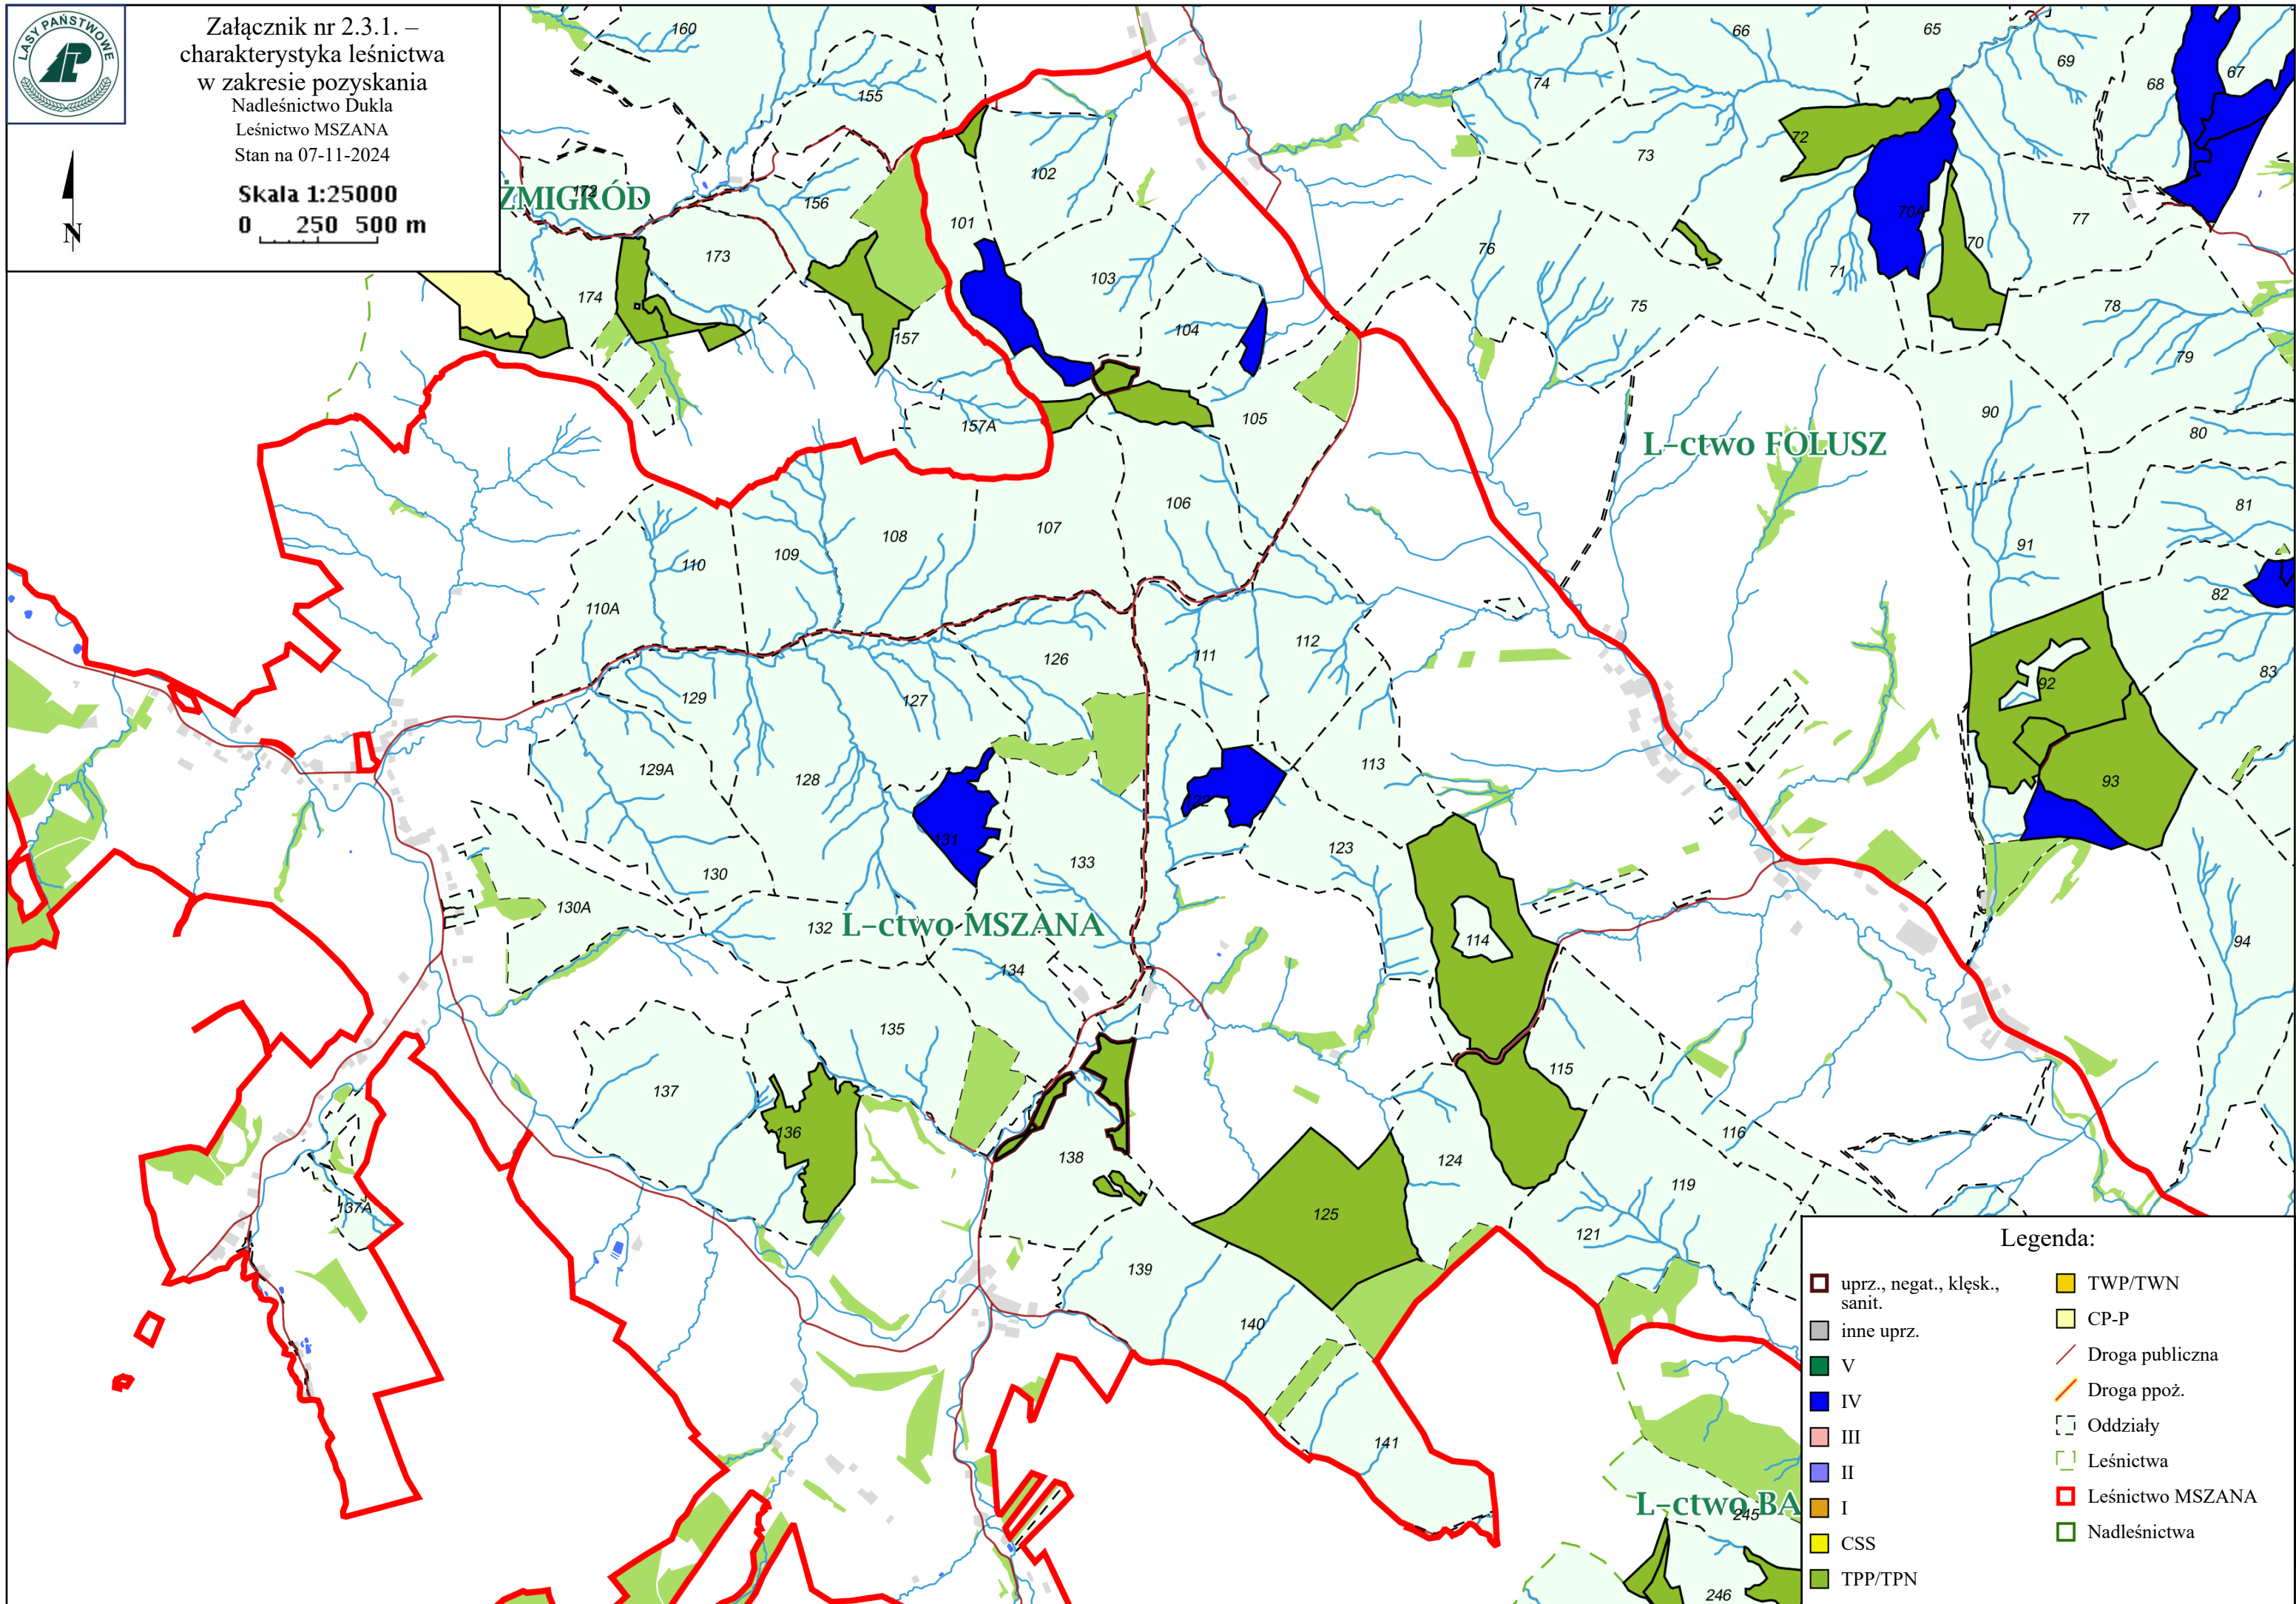 LASY PAŃSTWOWE
Załącznik nr 2.3.1. –
charakterystyka leśnictwa
w zakresie pozyskania
Nadleśnictwo Dukla
Leśnictwo MSZANA
Stan na 07-11-2024
Skala 1:25000
0 250 500 m
N
160
155
102
74
66
65
69
68
67
72
73
172
ŻMIGRÓD
156
101
70A
77
70
76
173
71
103
174
75
78
104
157
79
90
105
157A
80
L-ctwo FOLUSZ
106
81
107
108
91
109
110
82
110A
112
111
126
83
92
129
127
113
129A
128
93
122
131
123
133
130
130A
132
L-ctwo MSZANA
114
94
134
135
115
137
136
116
138
124
119
137A
125
121
139
140
141
L-ctwo BA
245
246
Legenda:
uprz., negat., klęsk.,
sanit.
inne uprz.
V
IV
III
II
I
CSS
TPP/TPN
TWP/TWN
CP-P
Droga publiczna
Droga ppoż.
Oddziały
Leśnictwa
Leśnictwo MSZANA
Nadleśnictwa